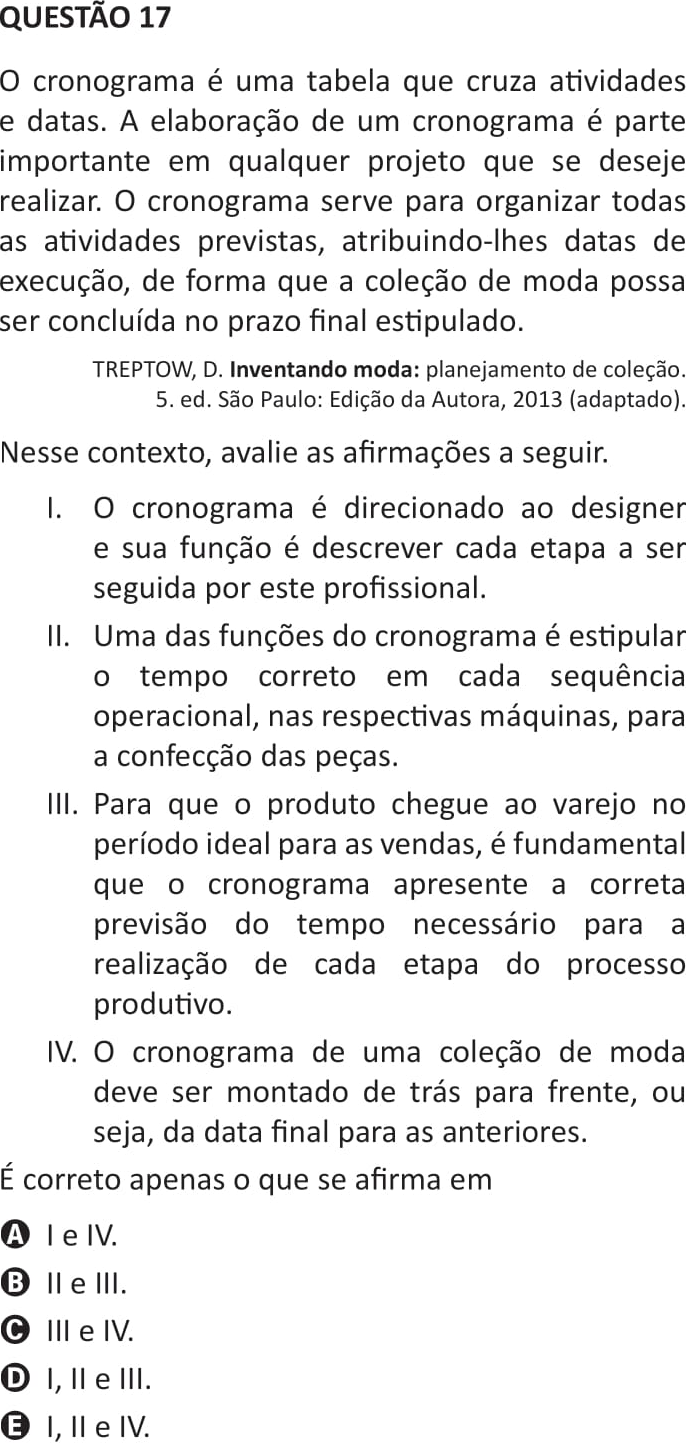 QUESTÃO 17
O cronograma é uma tabela que cruza atividades
e datas. A elaboração de um cronograma é parte
importante em qualquer projeto que se deseje
realizar. O cronograma serve para organizar todas
as atividades previstas, atribuindo-lhes datas de
execução, de forma que a coleção de moda possa
ser concluída no prazo final estipulado.
TREPTOW, D. Inventando moda: planejamento de coleção.
5. ed. São Paulo: Edição da Autora, 2013 (adaptado).
Nesse contexto, avalie as afirmações a seguir.
I. O cronograma é direcionado ao designer
e sua função é descrever cada etapa a ser
seguida por este profissional.
II. Uma das funções do cronograma é estipular
o tempo correto em cada sequência
operacional, nas respectivas máquinas, para
a confecção das peças.
III. Para que o produto chegue ao varejo no
período ideal para as vendas, é fundamental
que o cronograma apresente a correta
previsão do tempo necessário para a
realização de cada etapa do processo
produtivo.
IV. O cronograma de uma coleção de moda
deve ser montado de trás para frente, ou
seja, da data final para as anteriores.
É correto apenas o que se afirma em
A I e IV.
B II e III.
C III e IV.
D I, II e III.
E I, II e IV.